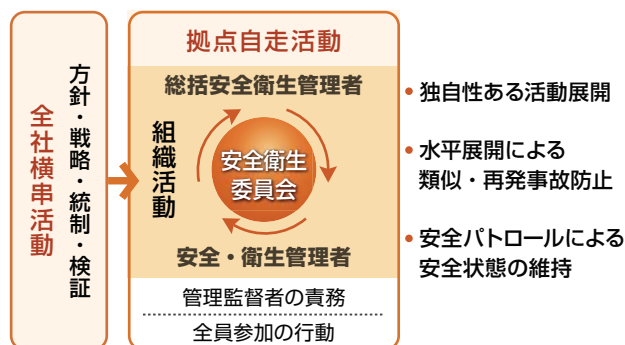 全社横串活動
方針・戦略・統制・検証
拠点自走活動
総括安全衛生管理者
組織活動
安全衛生
委員会
安全・衛生管理者
管理監督者の責務
全員参加の行動
• 独自性ある活動展開
• 水平展開による
類似・再発事故防止
• 安全パトロールによる
安全状態の維持